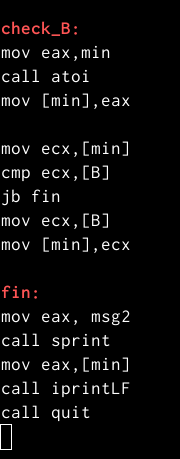 check_B:
mov eax,min
call atoi
mov [min],eax
mov ecx,[min]
cmp ecx,[B]
jb fin
mov ecx,[B]
mov [min],ecx
fin:
mov eax, msg2
call sprint
mov eax,[min]
call iprintLF
call quit